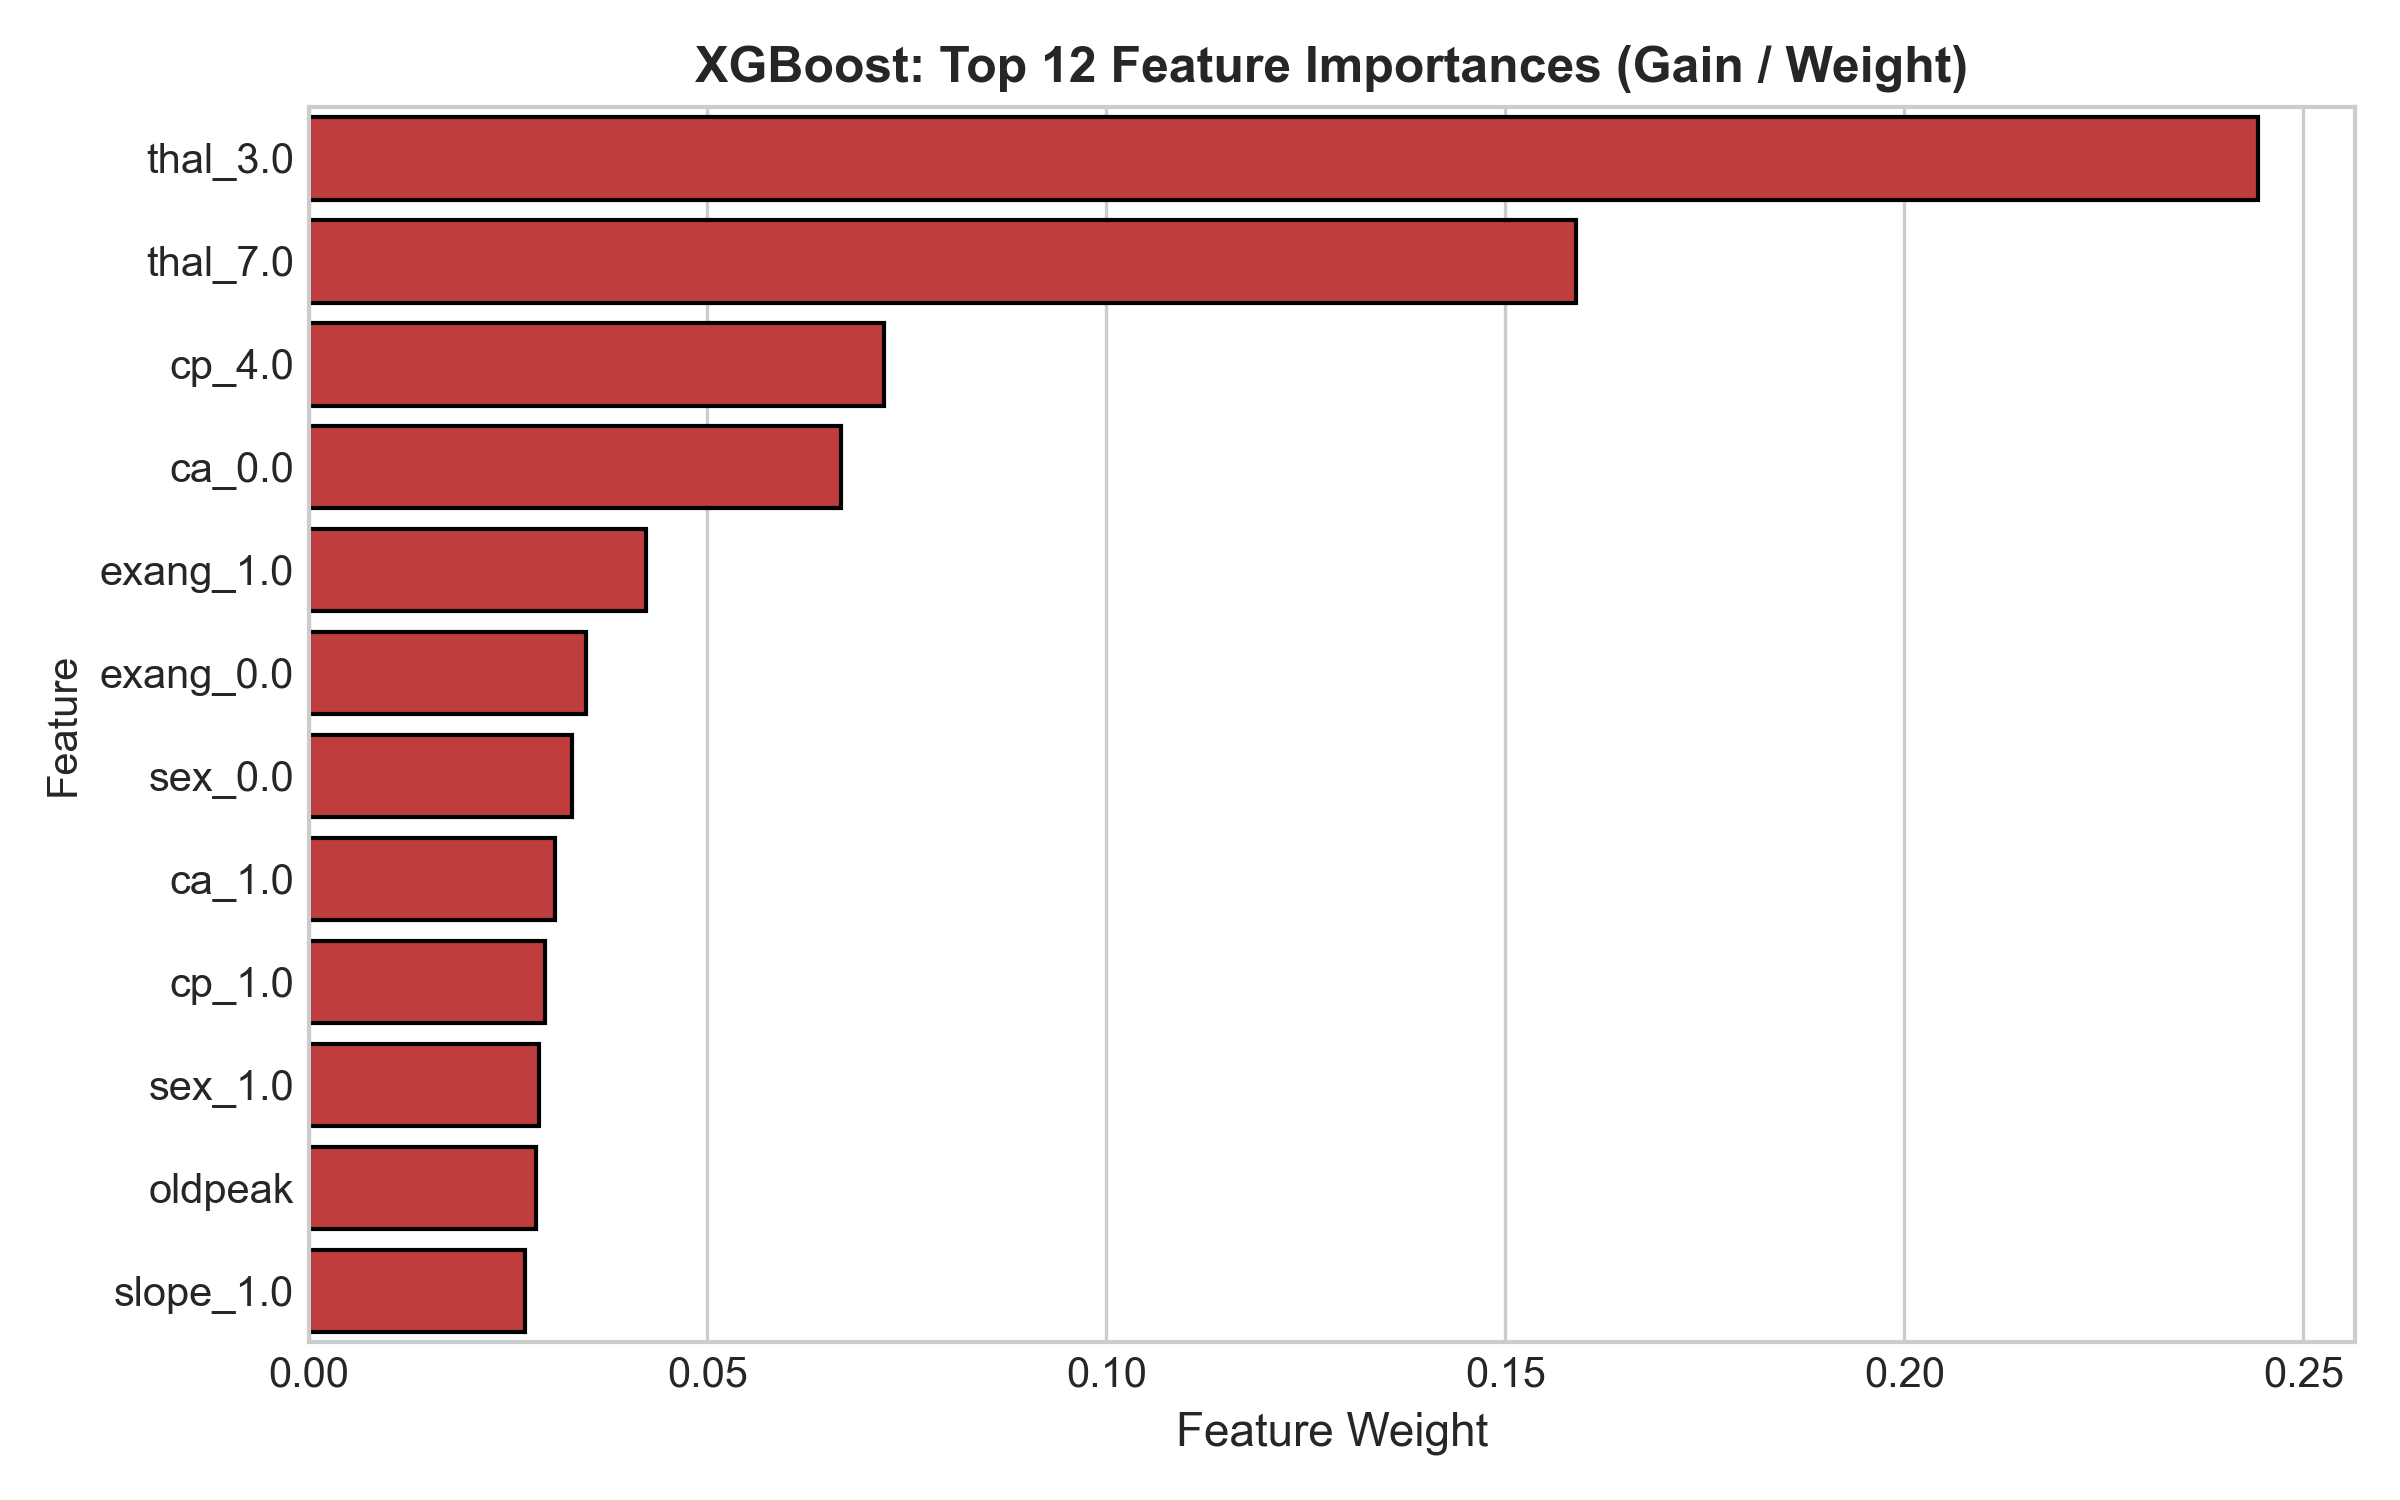 XGBoost: Top 12 Feature Importances (Gain / Weight)
thal_3.0
thal_7.0
cp_4.0
ca_0.0
exang_1.0
exang_0.0
sex_0.0
ca_1.0
cp_1.0
sex_1.0
oldpeak
slope_1.0
Feature
0.00 0.05 0.10 0.15 0.20 0.25
Feature Weight